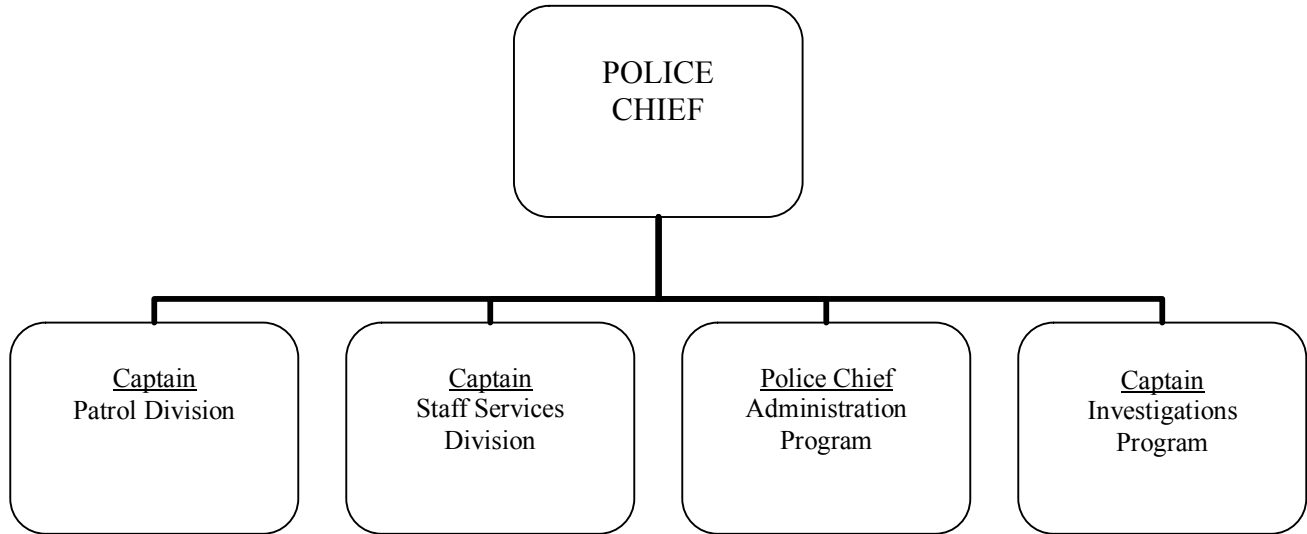 POLICE
CHIEF
Captain
Patrol Division
Captain
Staff Services
Division
Police Chief
Administration
Program
Captain
Investigations
Program